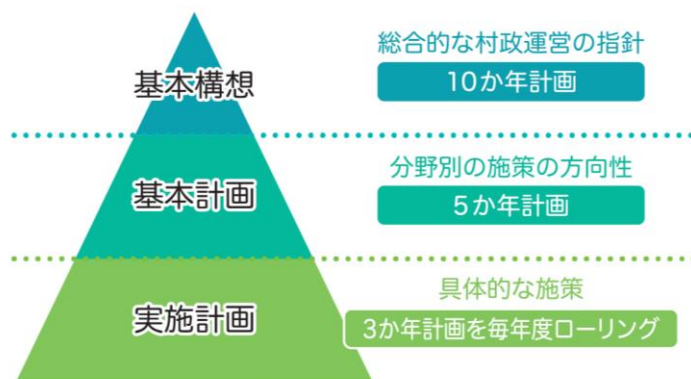 総合的な村政運営の指針
基本構想
10か年計画
分野別の施策の方向性
基本計画
5か年計画
具体的な施策
実施計画
3か年計画を毎年度ローリング